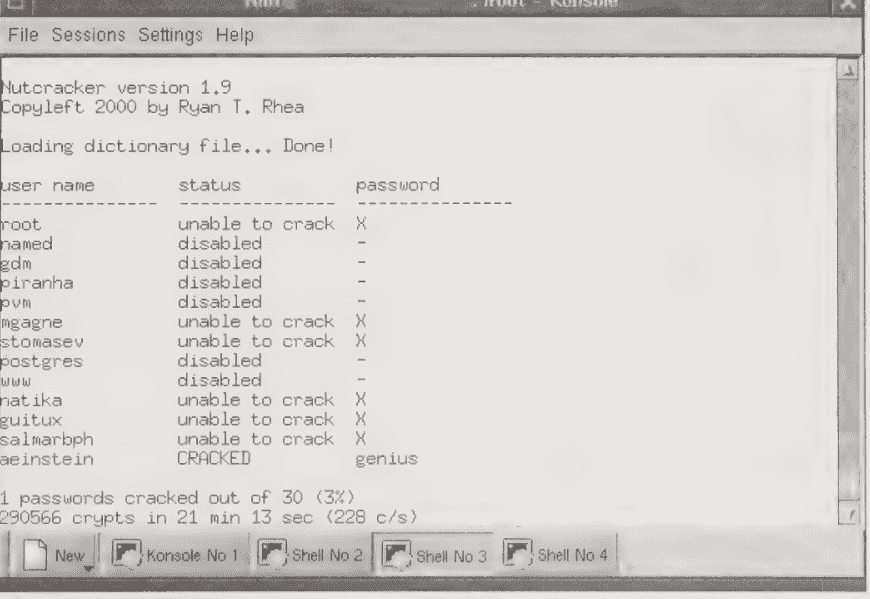 /root - Konsole
File Sessions Settings Help
Nutcracker version 1.9
Copyleft 2000 by Ryan T. Rhea
Loading dictionary file... Done!
user name status password
--------------- --------------- ---------------
root unable to crack X
named disabled -
gdm disabled -
piranha disabled -
pvm disabled -
mgagne unable to crack X
stomasev unable to crack X
postgres disabled -
www disabled -
natika unable to crack X
guitux unable to crack X
salmarbph unable to crack X
aeinstein CRACKED genius
1 passwords cracked out of 30 (3%)
290566 crypts in 21 min 13 sec (228 c/s)
New Konsole No 1 Shell No 2 Shell No 3 Shell No 4